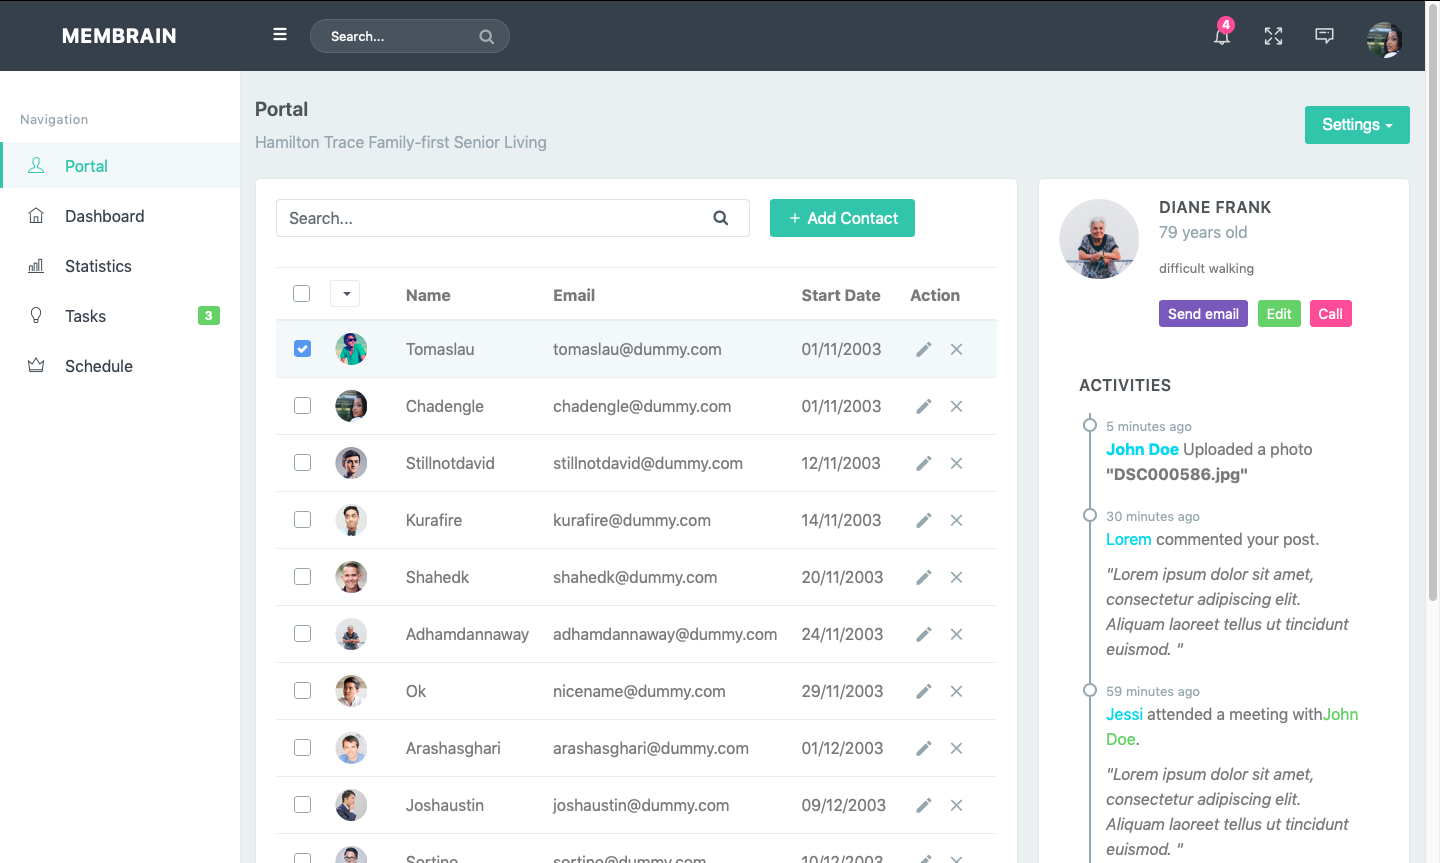 MEMBRAIN
Search...
4
Navigation
Portal
Dashboard
Statistics
Tasks
3
Schedule
Portal
Hamilton Trace Family-first Senior Living
Settings
Search...
+ Add Contact
Name Email Start Date Action
Tomaslau tomaslau@dummy.com 01/11/2003
Chadengle chadengle@dummy.com 01/11/2003
Stillnotdavid stillnotdavid@dummy.com 12/11/2003
Kurafire kurafire@dummy.com 14/11/2003
Shahedk shahedk@dummy.com 20/11/2003
Adhamdannaway adhamdannaway@dummy.com 24/11/2003
Ok nicename@dummy.com 29/11/2003
Arashasghari arashasghari@dummy.com 01/12/2003
Joshaustin joshaustin@dummy.com 09/12/2003
Sortino sortino@dummy.com 10/12/2003
DIANE FRANK
79 years old
difficult walking
Send email
Edit
Call
ACTIVITIES
5 minutes ago
John Doe Uploaded a photo
"DSC000586.jpg"
30 minutes ago
Lorem commented your post.
"Lorem ipsum dolor sit amet,
consectetur adipiscing elit.
Aliquam laoreet tellus ut tincidunt
euismod. "
59 minutes ago
Jessi attended a meeting withJohn
Doe.
"Lorem ipsum dolor sit amet,
consectetur adipiscing elit.
Aliquam laoreet tellus ut tincidunt
euismod. "